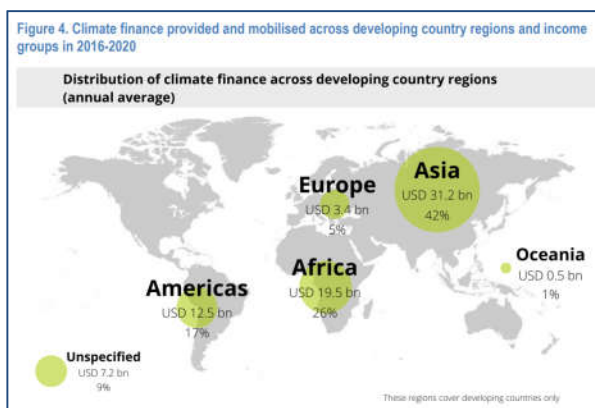 Figure 4. Climate finance provided and mobilised across developing country regions and income
groups in 2016-2020
Distribution of climate finance across developing country regions
(annual average)
Asia
USD 31.2 bn
42%
Europe
USD 3.4 bn
5%
Oceania
USD 0.5 bn
1%
Africa
USD 19.5 bn
26%
Americas
USD 12.5 bn
17%
Unspecified
USD 7.2 bn
9%
These regions cover developing countries only